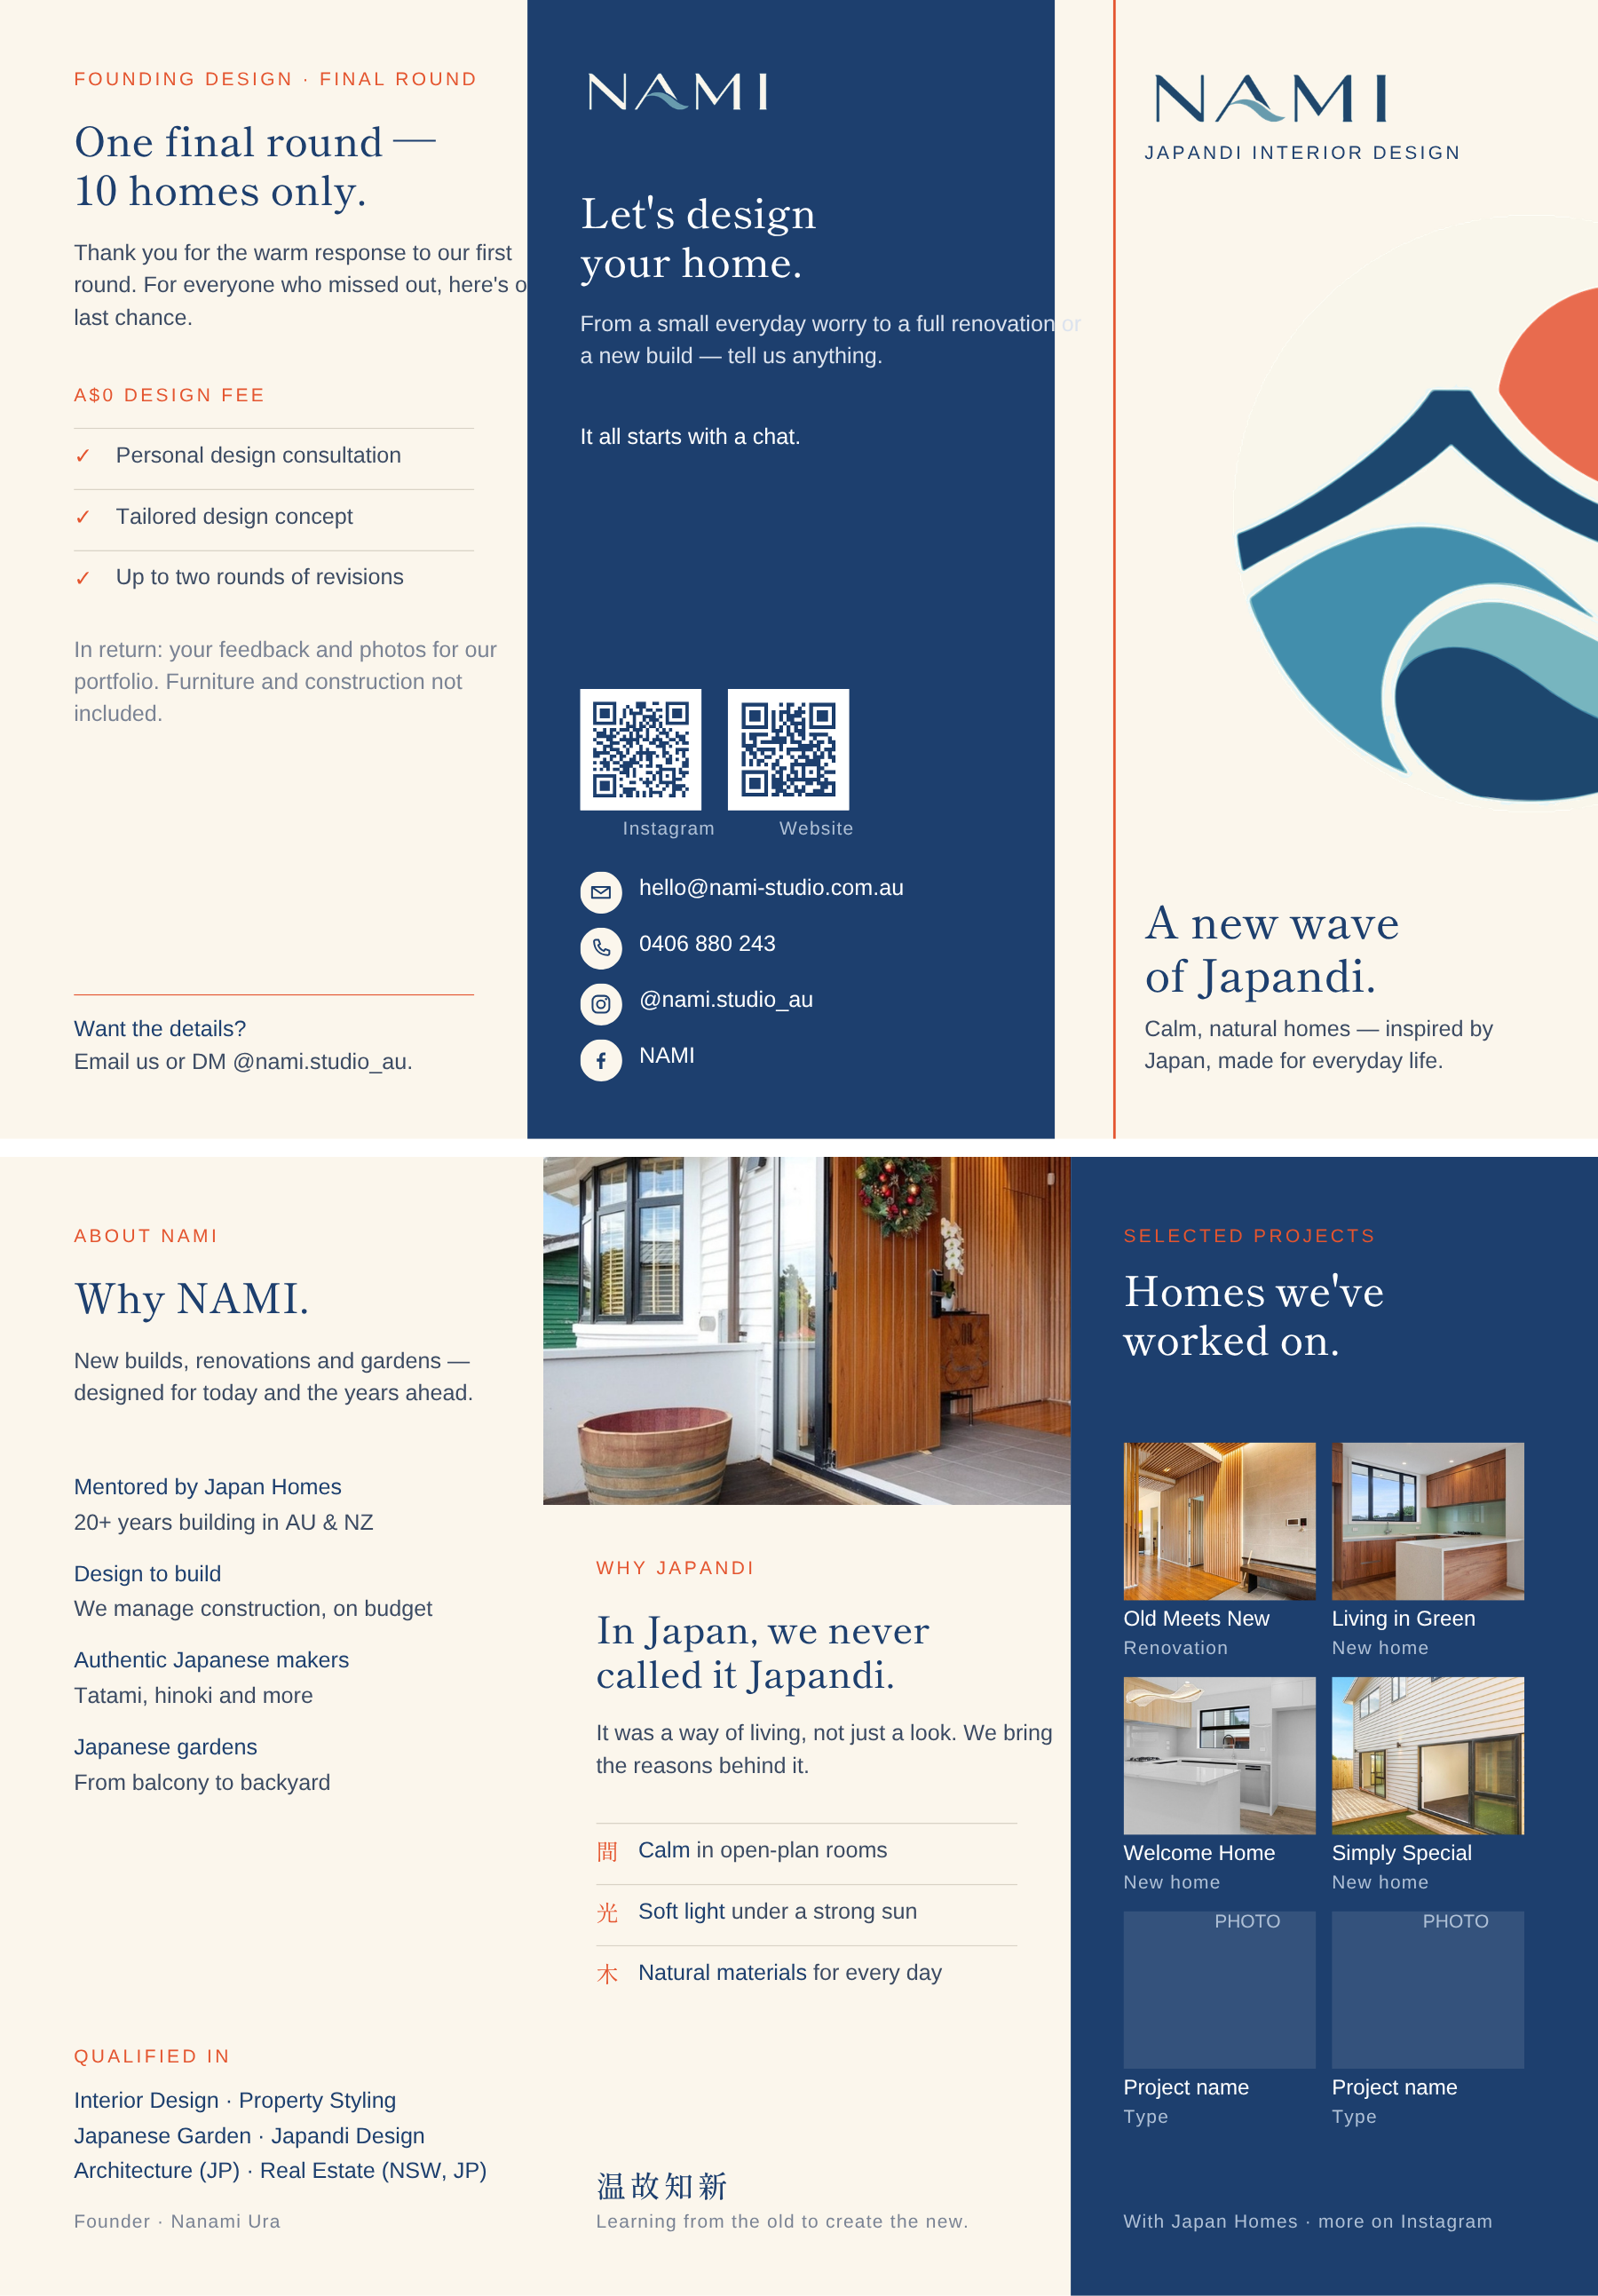 FOUNDING DESIGN · FINAL ROUND
One final round —
10 homes only.
Thank you for the warm response to our first
round. For everyone who missed out, here's o
last chance.
A$0 DESIGN FEE
✓ Personal design consultation
✓ Tailored design concept
✓ Up to two rounds of revisions
In return: your feedback and photos for our
portfolio. Furniture and construction not
included.
Want the details?
Email us or DM @nami.studio_au.
NAMI
Let's design
your home.
From a small everyday worry to a full renovation or
a new build — tell us anything.
It all starts with a chat.
Instagram Website
hello@nami-studio.com.au
0406 880 243
@nami.studio_au
NAMI
NAMI
JAPANDI INTERIOR DESIGN
A new wave
of Japandi.
Calm, natural homes — inspired by
Japan, made for everyday life.
ABOUT NAMI
Why NAMI.
New builds, renovations and gardens —
designed for today and the years ahead.
Mentored by Japan Homes
20+ years building in AU & NZ
Design to build
We manage construction, on budget
Authentic Japanese makers
Tatami, hinoki and more
Japanese gardens
From balcony to backyard
QUALIFIED IN
Interior Design · Property Styling
Japanese Garden · Japandi Design
Architecture (JP) · Real Estate (NSW, JP)
Founder · Nanami Ura
WHY JAPANDI
In Japan, we never
called it Japandi.
It was a way of living, not just a look. We bring
the reasons behind it.
間 Calm in open-plan rooms
光 Soft light under a strong sun
木 Natural materials for every day
温故知新
Learning from the old to create the new.
SELECTED PROJECTS
Homes we've
worked on.
Old Meets New Living in Green
Renovation New home
Welcome Home Simply Special
New home New home
PHOTO PHOTO
Project name Project name
Type Type
With Japan Homes · more on Instagram